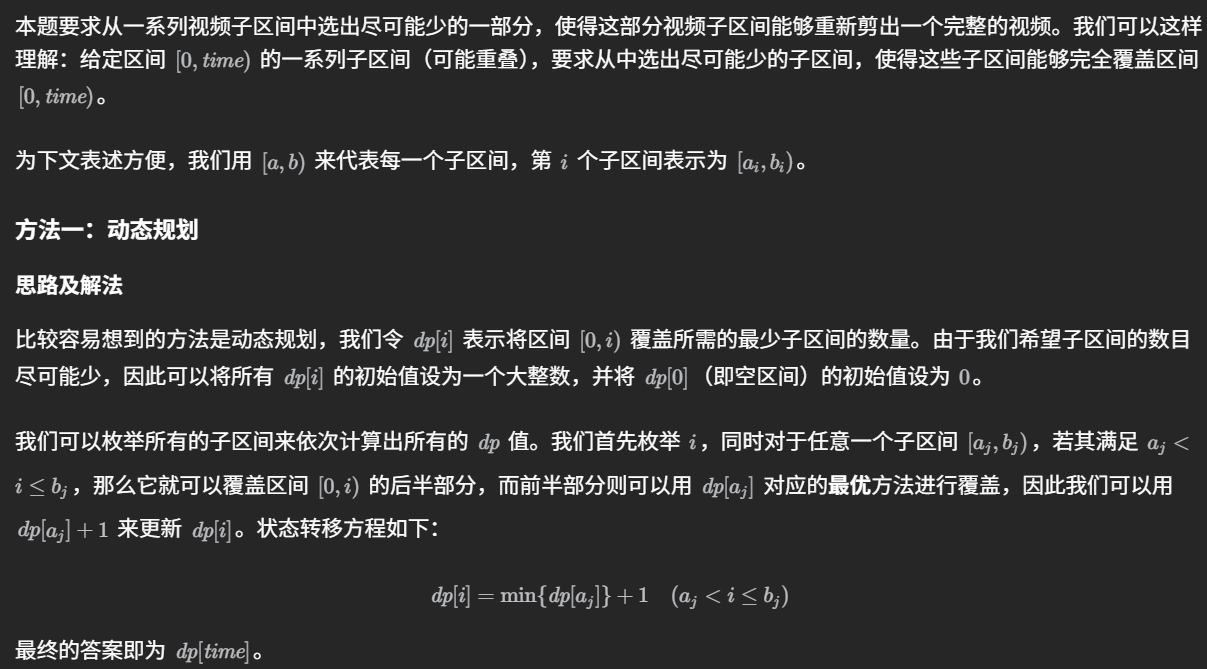 本题要求从一系列视频子区间中选出尽可能少的一部分，使得这部分视频子区间能够重新剪出一个完整的视频。我们可以这样
理解：给定区间 [0, time) 的一系列子区间（可能重叠），要求从中选出尽可能少的子区间，使得这些子区间能够完全覆盖区间
[0, time)。
为下文表述方便，我们用 [a, b) 来代表每一个子区间，第 i 个子区间表示为 [aᵢ, bᵢ)。
方法一：动态规划
思路及解法
比较容易想到的方法是动态规划，我们令 dp[i] 表示将区间 [0, i) 覆盖所需的最少子区间的数量。由于我们希望子区间的数目
尽可能少，因此可以将所有 dp[i] 的初始值设为一个大整数，并将 dp[0]（即空区间）的初始值设为 0。
我们可以枚举所有的子区间来依次计算出所有的 dp 值。我们首先枚举 i，同时对于任意一个子区间 [aⱼ, bⱼ)，若其满足 aⱼ <
i ≤ bⱼ，那么它就可以覆盖区间 [0, i) 的后半部分，而前半部分则可以用 dp[aⱼ] 对应的最优方法进行覆盖，因此我们可以用
dp[aⱼ] + 1 来更新 dp[i]。状态转移方程如下：
dp[i] = min{dp[aⱼ]} + 1 (aⱼ < i ≤ bⱼ)
最终的答案即为 dp[time]。